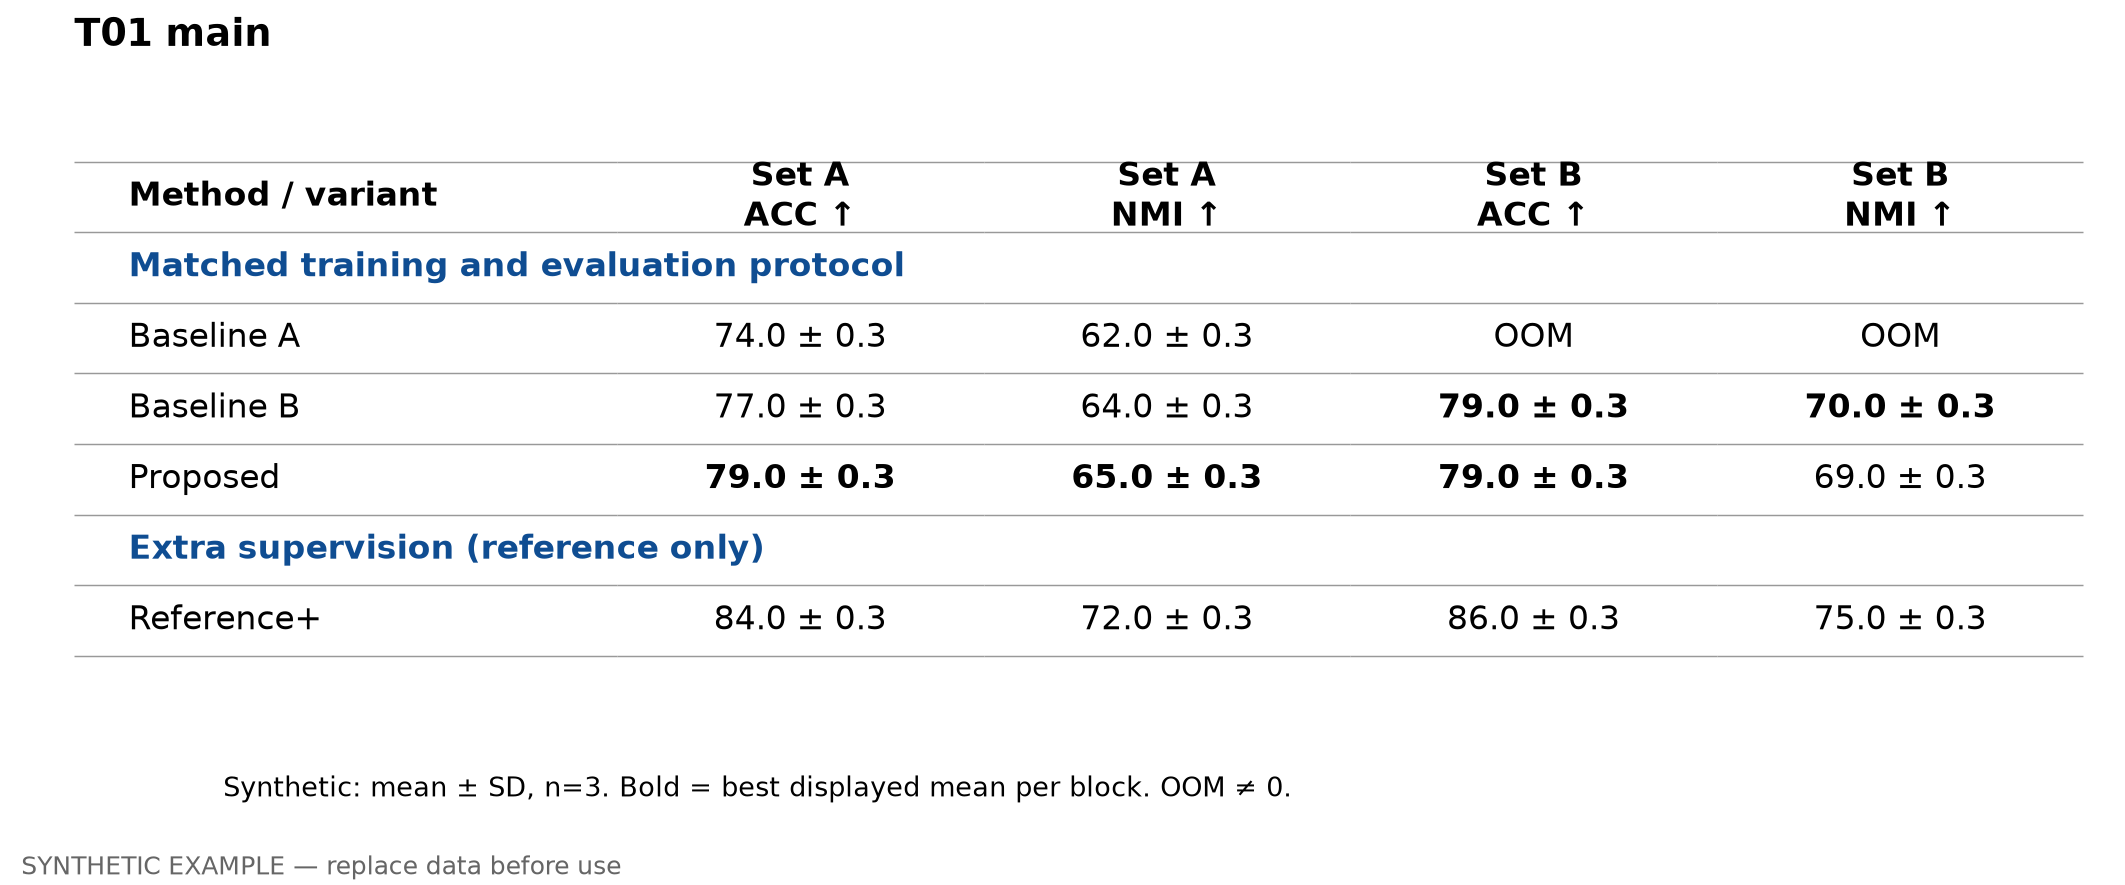 T01 main
Method / variant Set A ACC ↑ Set A NMI ↑ Set B ACC ↑ Set B NMI ↑
Matched training and evaluation protocol
Baseline A 74.0 ± 0.3 62.0 ± 0.3 OOM OOM
Baseline B 77.0 ± 0.3 64.0 ± 0.3 79.0 ± 0.3 70.0 ± 0.3
Proposed 79.0 ± 0.3 65.0 ± 0.3 79.0 ± 0.3 69.0 ± 0.3
Extra supervision (reference only)
Reference+ 84.0 ± 0.3 72.0 ± 0.3 86.0 ± 0.3 75.0 ± 0.3
Synthetic: mean ± SD, n=3. Bold = best displayed mean per block. OOM ≠ 0.
SYNTHETIC EXAMPLE — replace data before use